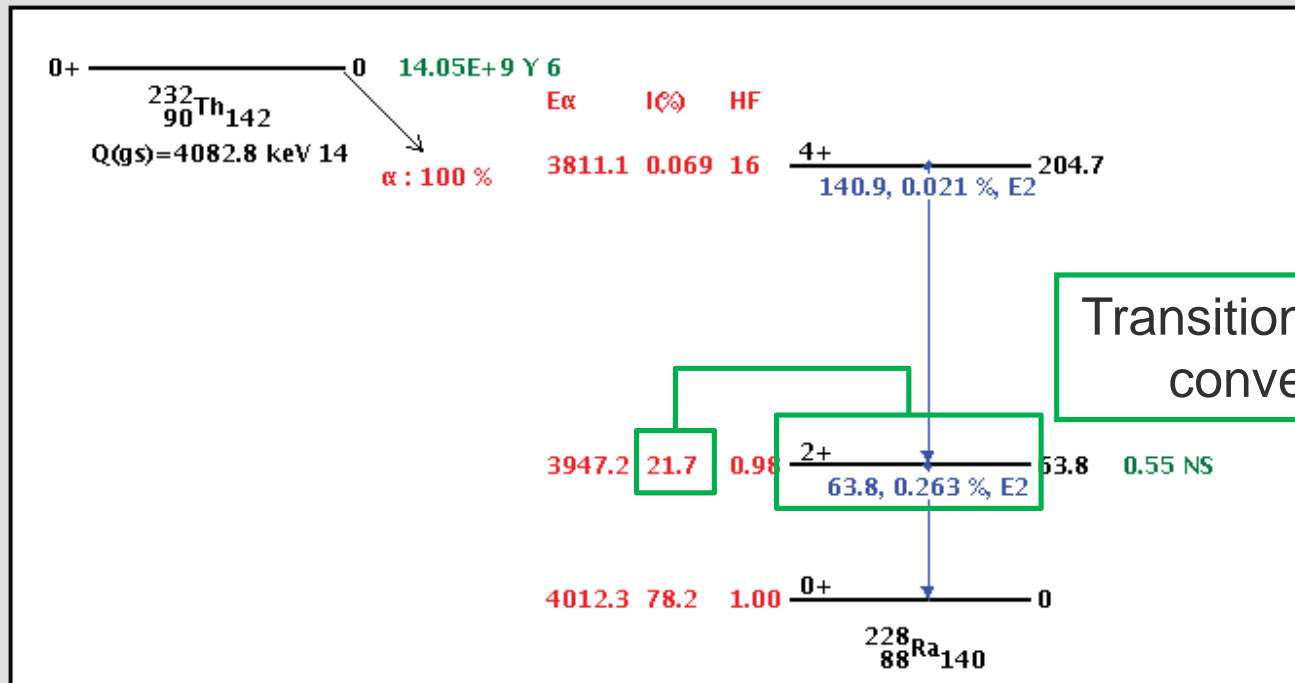 0+ 0 14.05E+9 Y 6
232
90Th142
Q(gs)=4082.8 keV 14
α : 100 %
Eα I(%) HF
3811.1 0.069 16 4+ 204.7
140.9, 0.021 %, E2
Transition
conve
3947.2 21.7 0.98 2+ 63.8 0.55 NS
63.8, 0.263 %, E2
4012.3 78.2 1.00 0+ 0
228
88Ra140